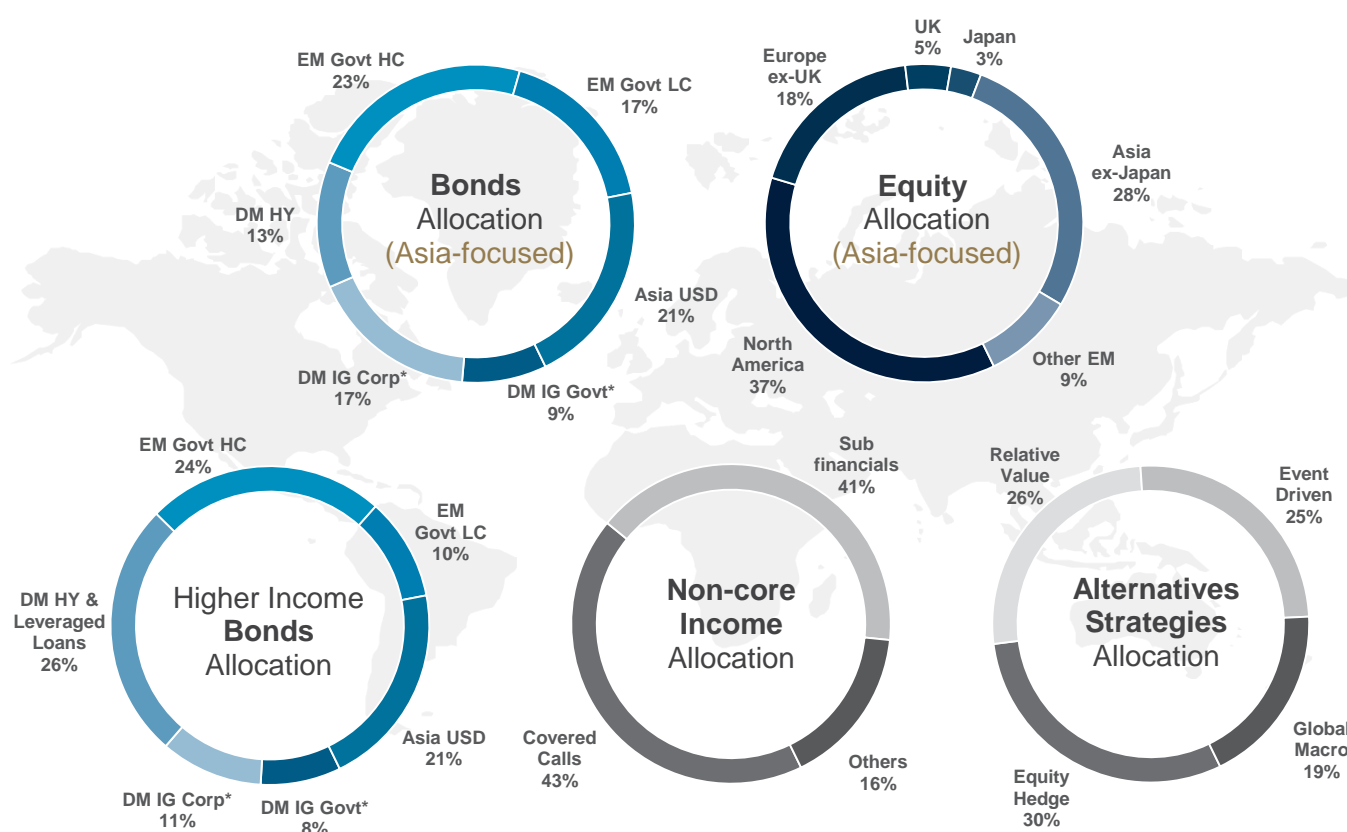 EM Govt HC
23%
EM Govt LC
17%
Bonds
Allocation
(Asia-focused)
DM HY
13%
Asia USD
21%
DM IG Corp*
17%
DM IG Govt*
9%
UK
5%
Japan
3%
Europe
ex-UK
18%
Equity
Allocation
(Asia-focused)
Asia
ex-Japan
28%
North
America
37%
Other EM
9%
EM Govt HC
24%
EM
Govt LC
10%
Higher Income
Bonds
Allocation
DM HY &
Leveraged
Loans
26%
Asia USD
21%
DM IG Corp*
11%
DM IG Govt*
8%
Sub
financials
41%
Non-core
Income
Allocation
Covered
Calls
43%
Others
16%
Relative
Value
26%
Event
Driven
25%
Alternatives
Strategies
Allocation
Equity
Hedge
30%
Global
Macro
19%